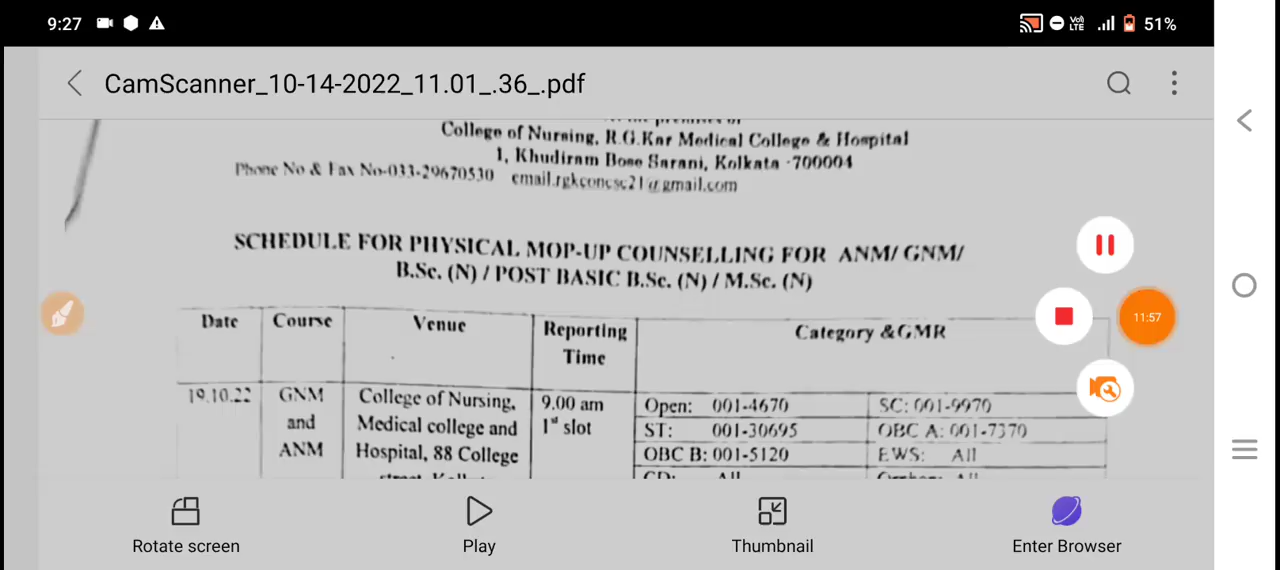 9:27
Vo) LTE
51%
CamScanner_10-14-2022_11.01_.36_.pdf
College of Nursing, R.G.Kar Medical College & Hospital
1, Khudiram Bose Sarani, Kolkata -700004
Phone No & Fax No-033-29670530 email.rgkconcsc21@gmail.com
SCHEDULE FOR PHYSICAL MOP-UP COUNSELLING FOR ANM/ GNM/
B.Sc. (N) / POST BASIC B.Sc. (N) / M.Sc. (N)
Date Course Venue Reporting Time Category &GMR
19.10.22 GNM and ANM
College of Nursing,
Medical college and
Hospital, 88 College
9.00 am
1st slot
Open: 001-4670 SC: 001-9970
ST: 001-30695 OBC A: 001-7370
OBC B: 001-5120 EWS: All
11:57
Rotate screen Play Thumbnail Enter Browser